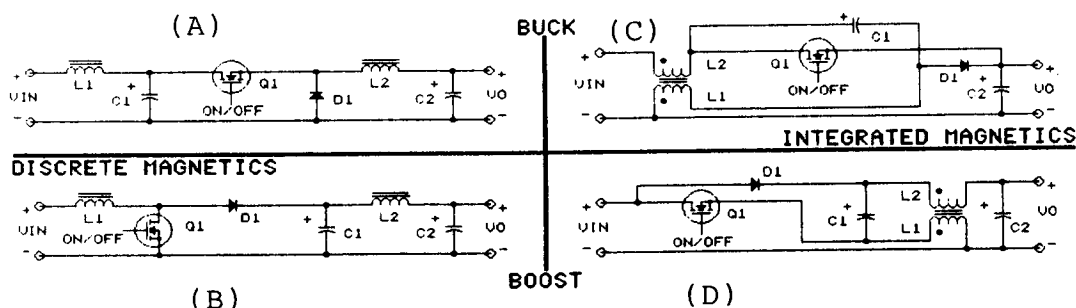 (A)
BUCK
(C)
+ L1 + C1 Q1 D1 L2 + C2 +
VIN ON/OFF VO
- -
+ L2 Q1 + C1 D1 + C2 +
VIN L1 ON/OFF VO
- -
DISCRETE MAGNETICS
INTEGRATED MAGNETICS
+ L1 Q1 D1 + C1 L2 + C2 +
VIN ON/OFF VO
- -
+ Q1 D1 + C1 L2 L1 + C2 +
VIN ON/OFF VO
- -
(B)
BOOST
(D)